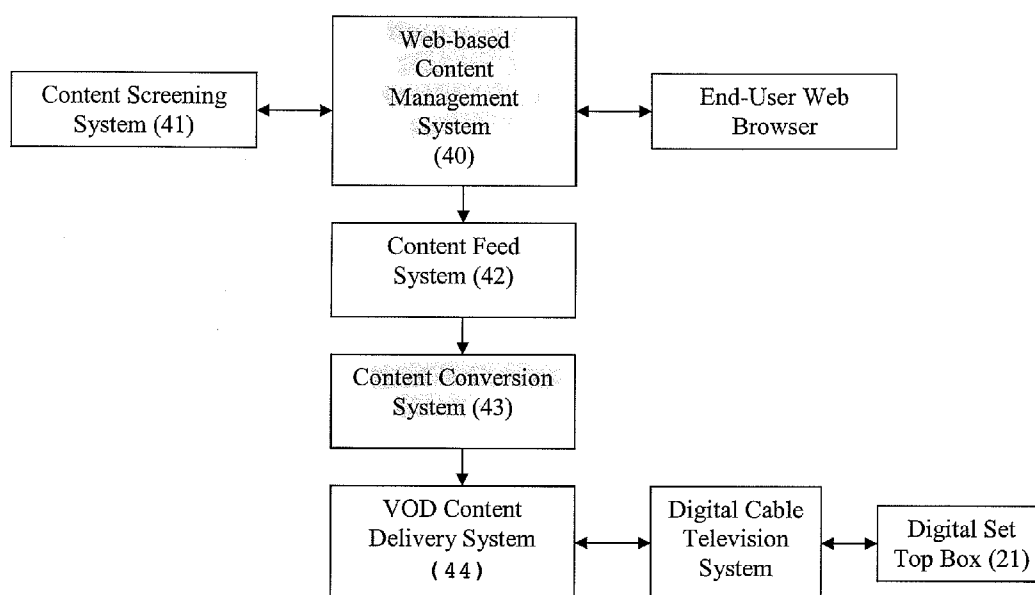 Web-based
Content
Management
System
(40)
Content Screening
System (41)
End-User Web
Browser
Content Feed
System (42)
Content Conversion
System (43)
VOD Content
Delivery System
(44)
Digital Cable
Television
System
Digital Set
Top Box (21)